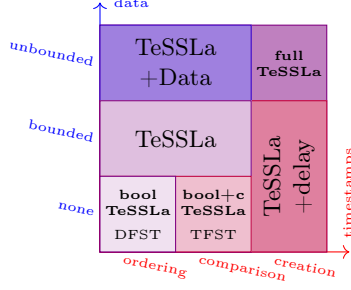 data
unbounded
TeSSLa
+Data
full
TeSSLa
bounded
TeSSLa
TeSSLa
+delay
none
bool
TeSSLa
DFST
bool+c
TeSSLa
TFST
timestamps
ordering
comparison
creation